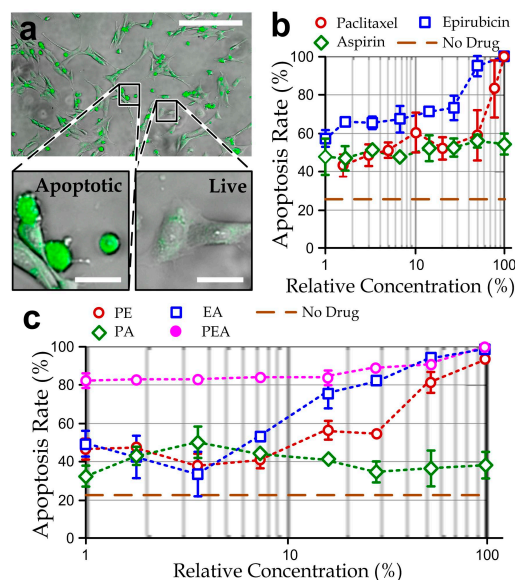 a
Apoptotic
Live
b
Paclitaxel
Epirubicin
Aspirin
No Drug
Apoptosis Rate (%)
100
80
60
40
20
0
1
10
100
Relative Concentration (%)
c
PE
EA
No Drug
PA
PEA
Apoptosis Rate (%)
100
80
60
40
20
0
1
10
100
Relative Concentration (%)